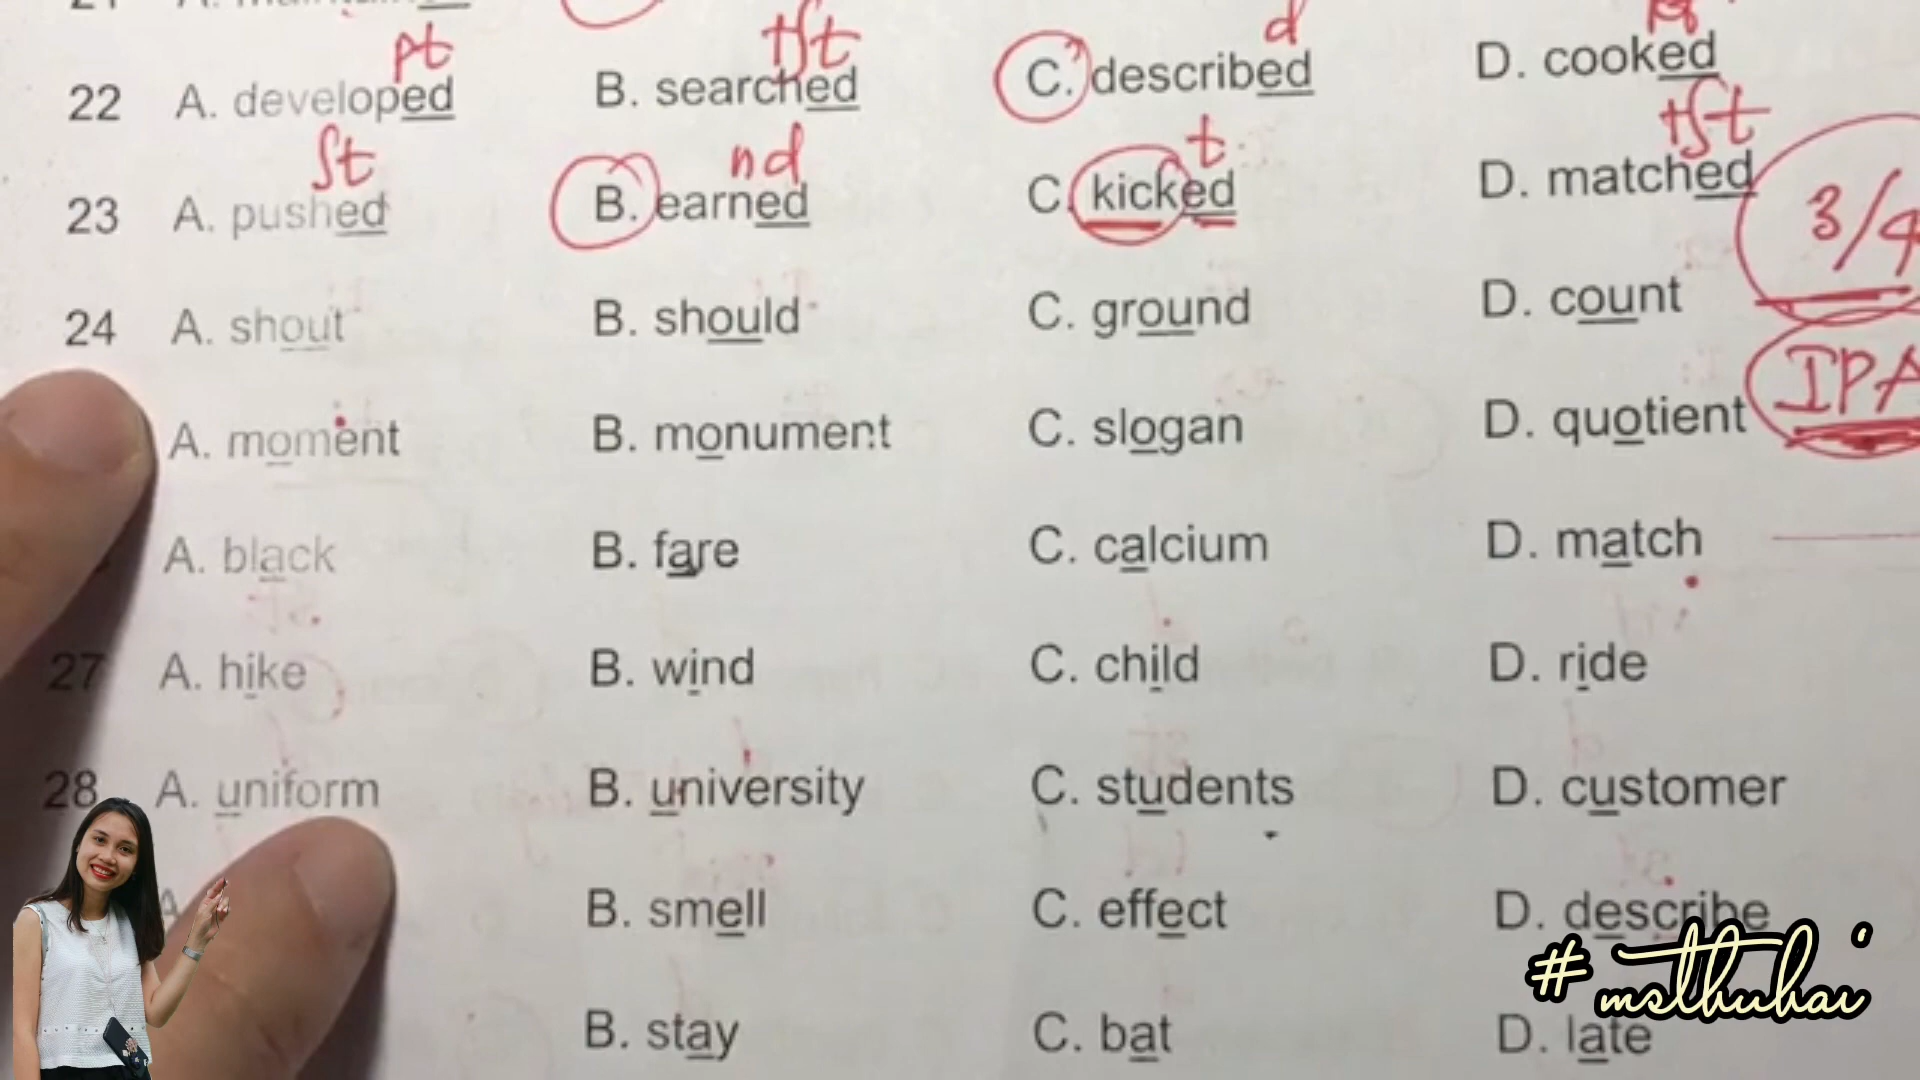 pt tʃt d
22 A. developed B. searched C. described D. cooked
ʃt nd t tʃt
23 A. pushed B. earned C. kicked D. matched
3/4
24 A. shout B. should C. ground D. count
IPA
A. moment B. monument C. slogan D. quotient
A. black B. fare C. calcium D. match
27 A. hike B. wind C. child D. ride
28 A. uniform B. university C. students D. customer
A. B. smell C. effect D. describe
# msthuhai
B. stay C. bat D. late